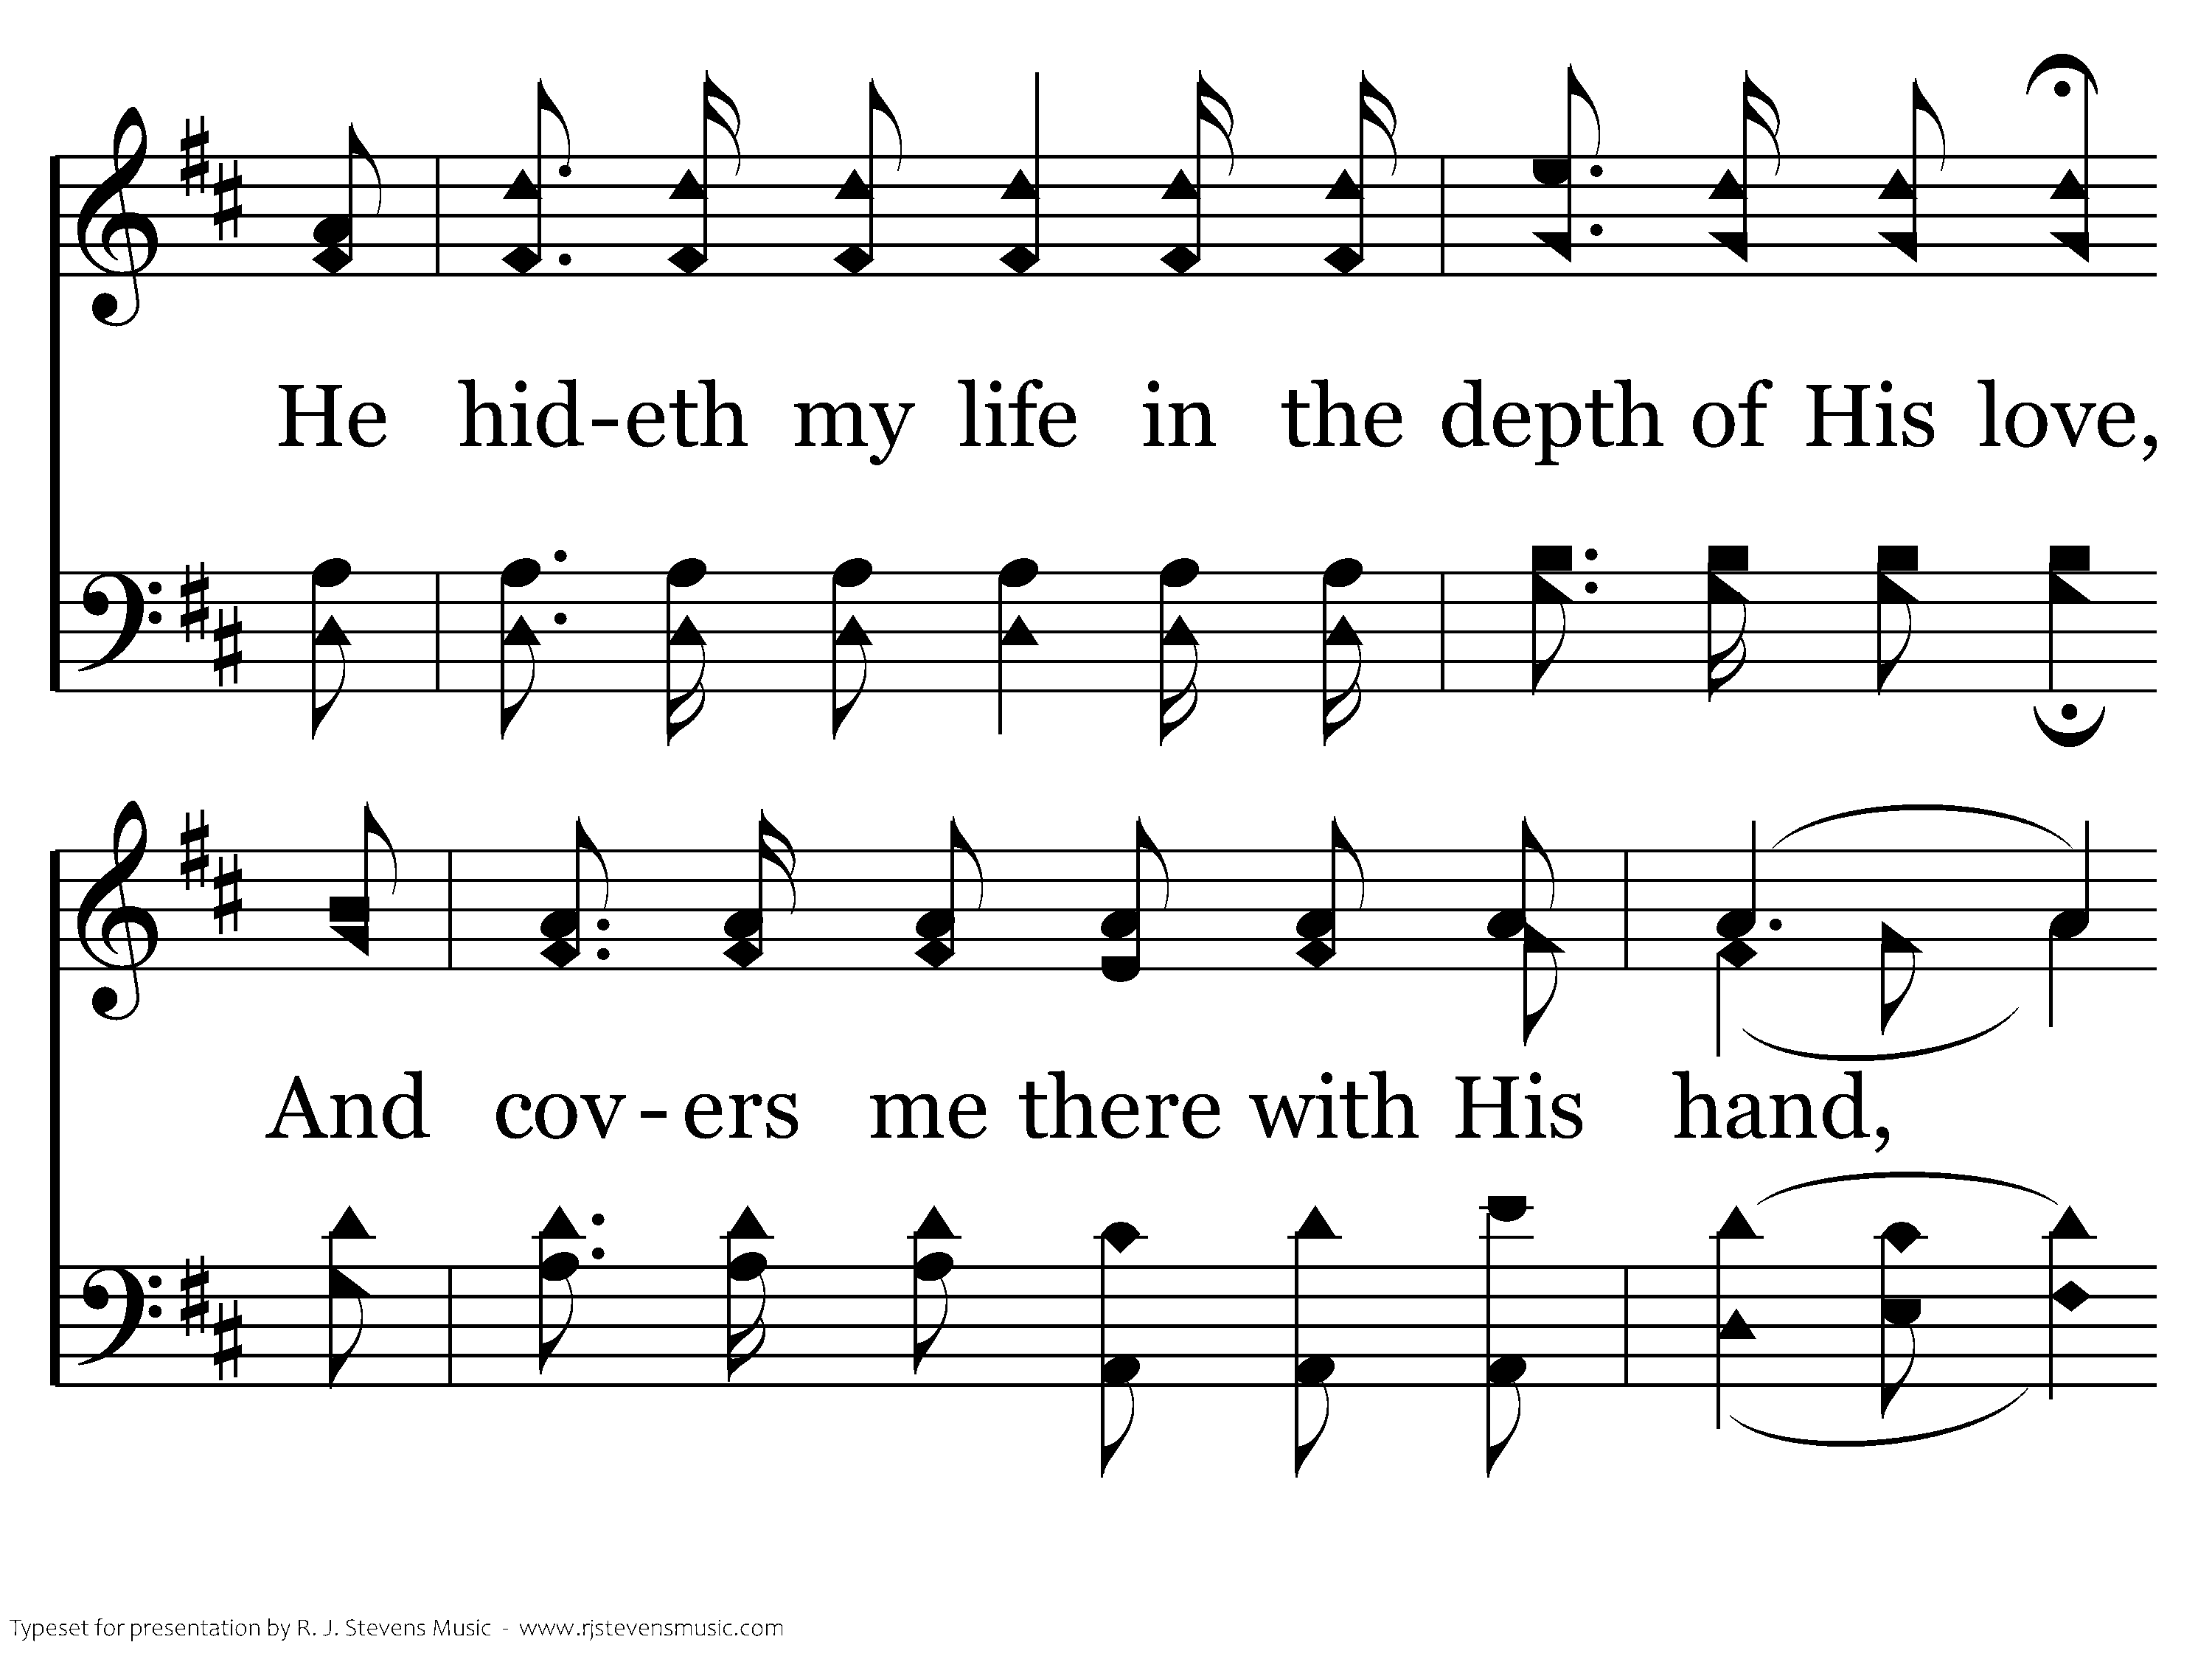 He hid-eth my life in the depth of His love,
And cov-ers me there with His hand,
Typeset for presentation by R. J. Stevens Music - www.rjstevensmusic.com